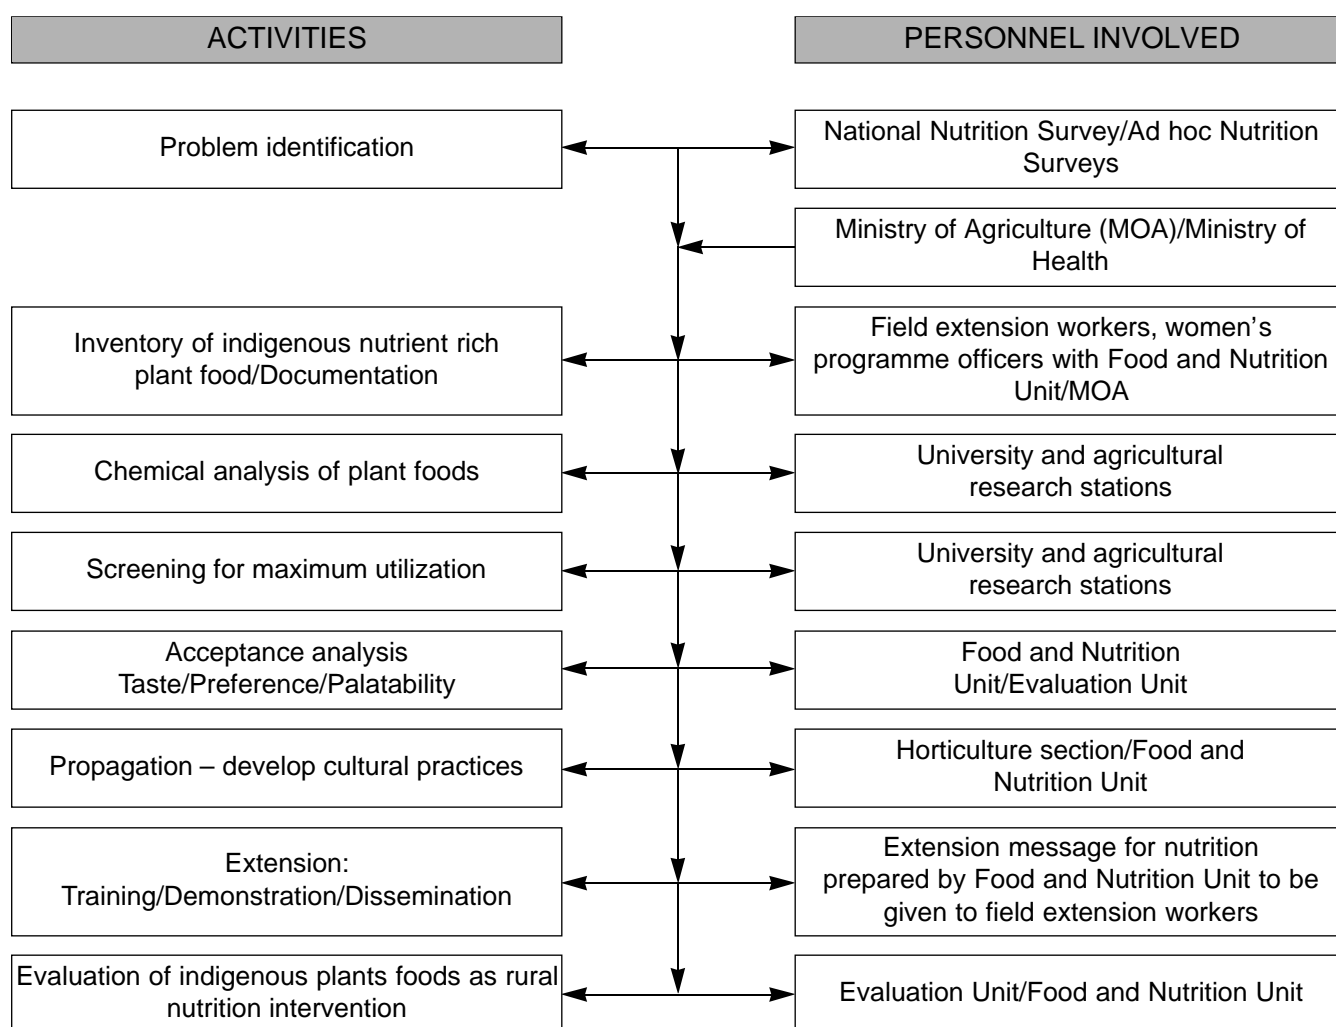 ACTIVITIES
PERSONNEL INVOLVED
Problem identification
National Nutrition Survey/Ad hoc Nutrition
Surveys
Ministry of Agriculture (MOA)/Ministry of
Health
Inventory of indigenous nutrient rich
plant food/Documentation
Field extension workers, women’s
programme officers with Food and Nutrition
Unit/MOA
Chemical analysis of plant foods
University and agricultural
research stations
Screening for maximum utilization
University and agricultural
research stations
Acceptance analysis
Taste/Preference/Palatability
Food and Nutrition
Unit/Evaluation Unit
Propagation – develop cultural practices
Horticulture section/Food and
Nutrition Unit
Extension:
Training/Demonstration/Dissemination
Extension message for nutrition
prepared by Food and Nutrition Unit to be
given to field extension workers
Evaluation of indigenous plants foods as rural
nutrition intervention
Evaluation Unit/Food and Nutrition Unit